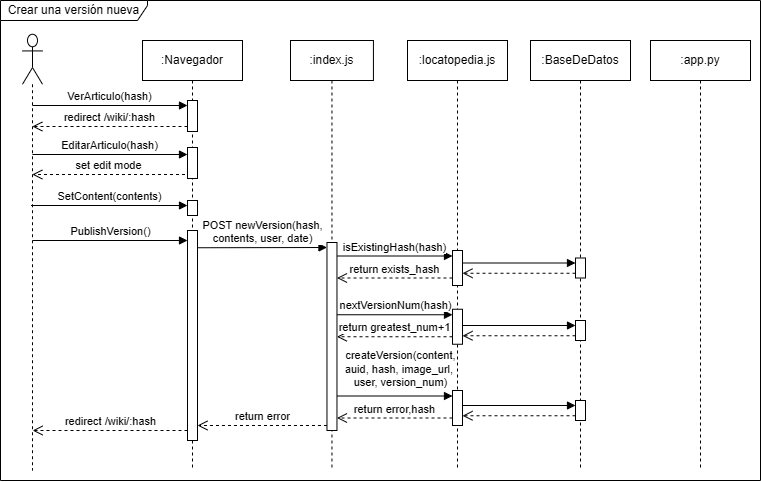 Crear una versión nueva
:Navegador
:index.js
:locatopedia.js
:BaseDeDatos
:app.py
VerArticulo(hash)
redirect /wiki/:hash
EditarArticulo(hash)
set edit mode
SetContent(contents)
PublishVersion()
POST newVersion(hash,
contents, user, date)
isExistingHash(hash)
return exists_hash
nextVersionNum(hash)
return greatest_num+1
createVersion(content,
auid, hash, image_url,
user, version_num)
return error,hash
return error
redirect /wiki/:hash